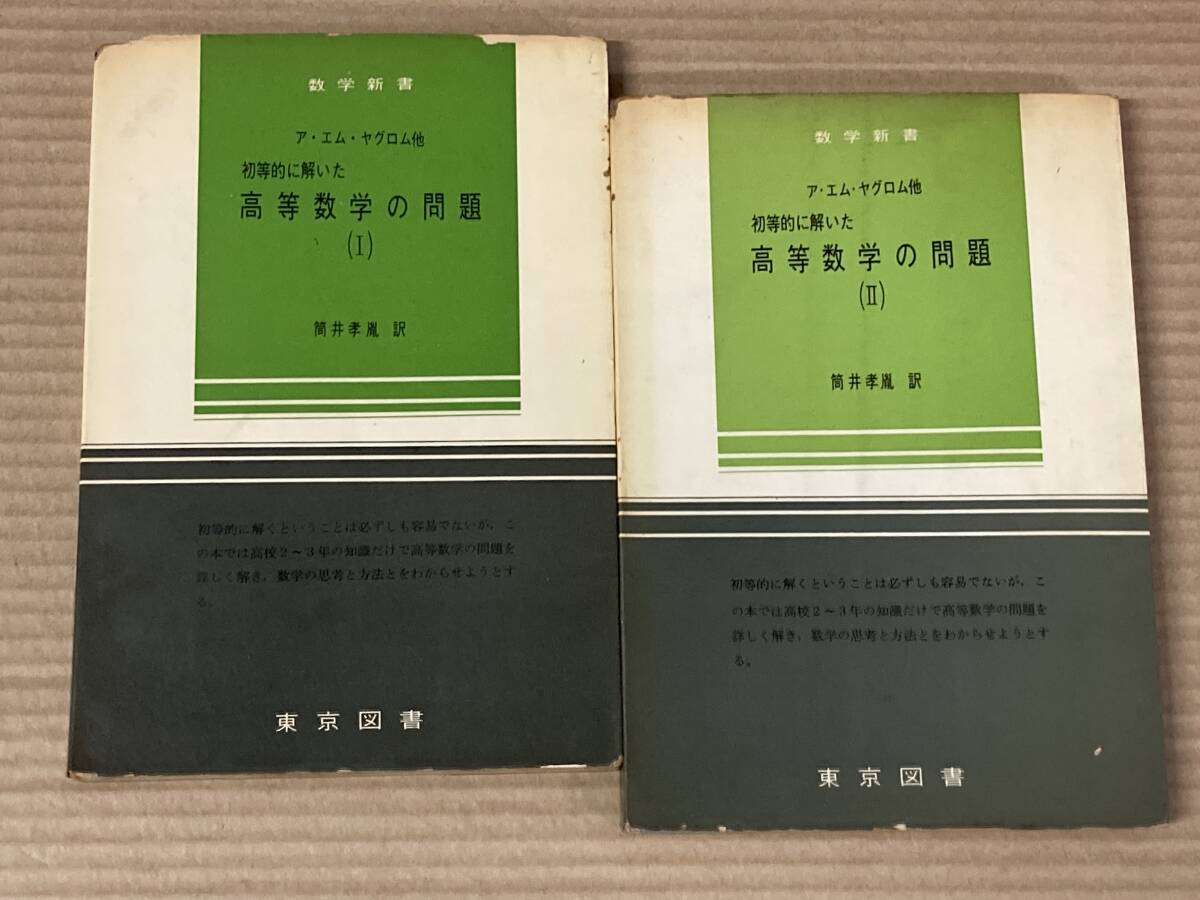 数学新書
ア・エム・ヤグロム他
初等的に解いた
高等数学の問題
(I)
筒井孝胤 訳
初等的に解くということは必ずしも容易でないが，こ
の本では高校２～３年の知識だけで高等数学の問題を
詳しく解き，数学の思考と方法とをわからせようとす
る。
東京図書
数学新書
ア・エム・ヤグロム他
初等的に解いた
高等数学の問題
(II)
筒井孝胤 訳
初等的に解くということは必ずしも容易でないが，こ
の本では高校２～３年の知識だけで高等数学の問題を
詳しく解き，数学の思考と方法とをわからせようとす
る。
東京図書